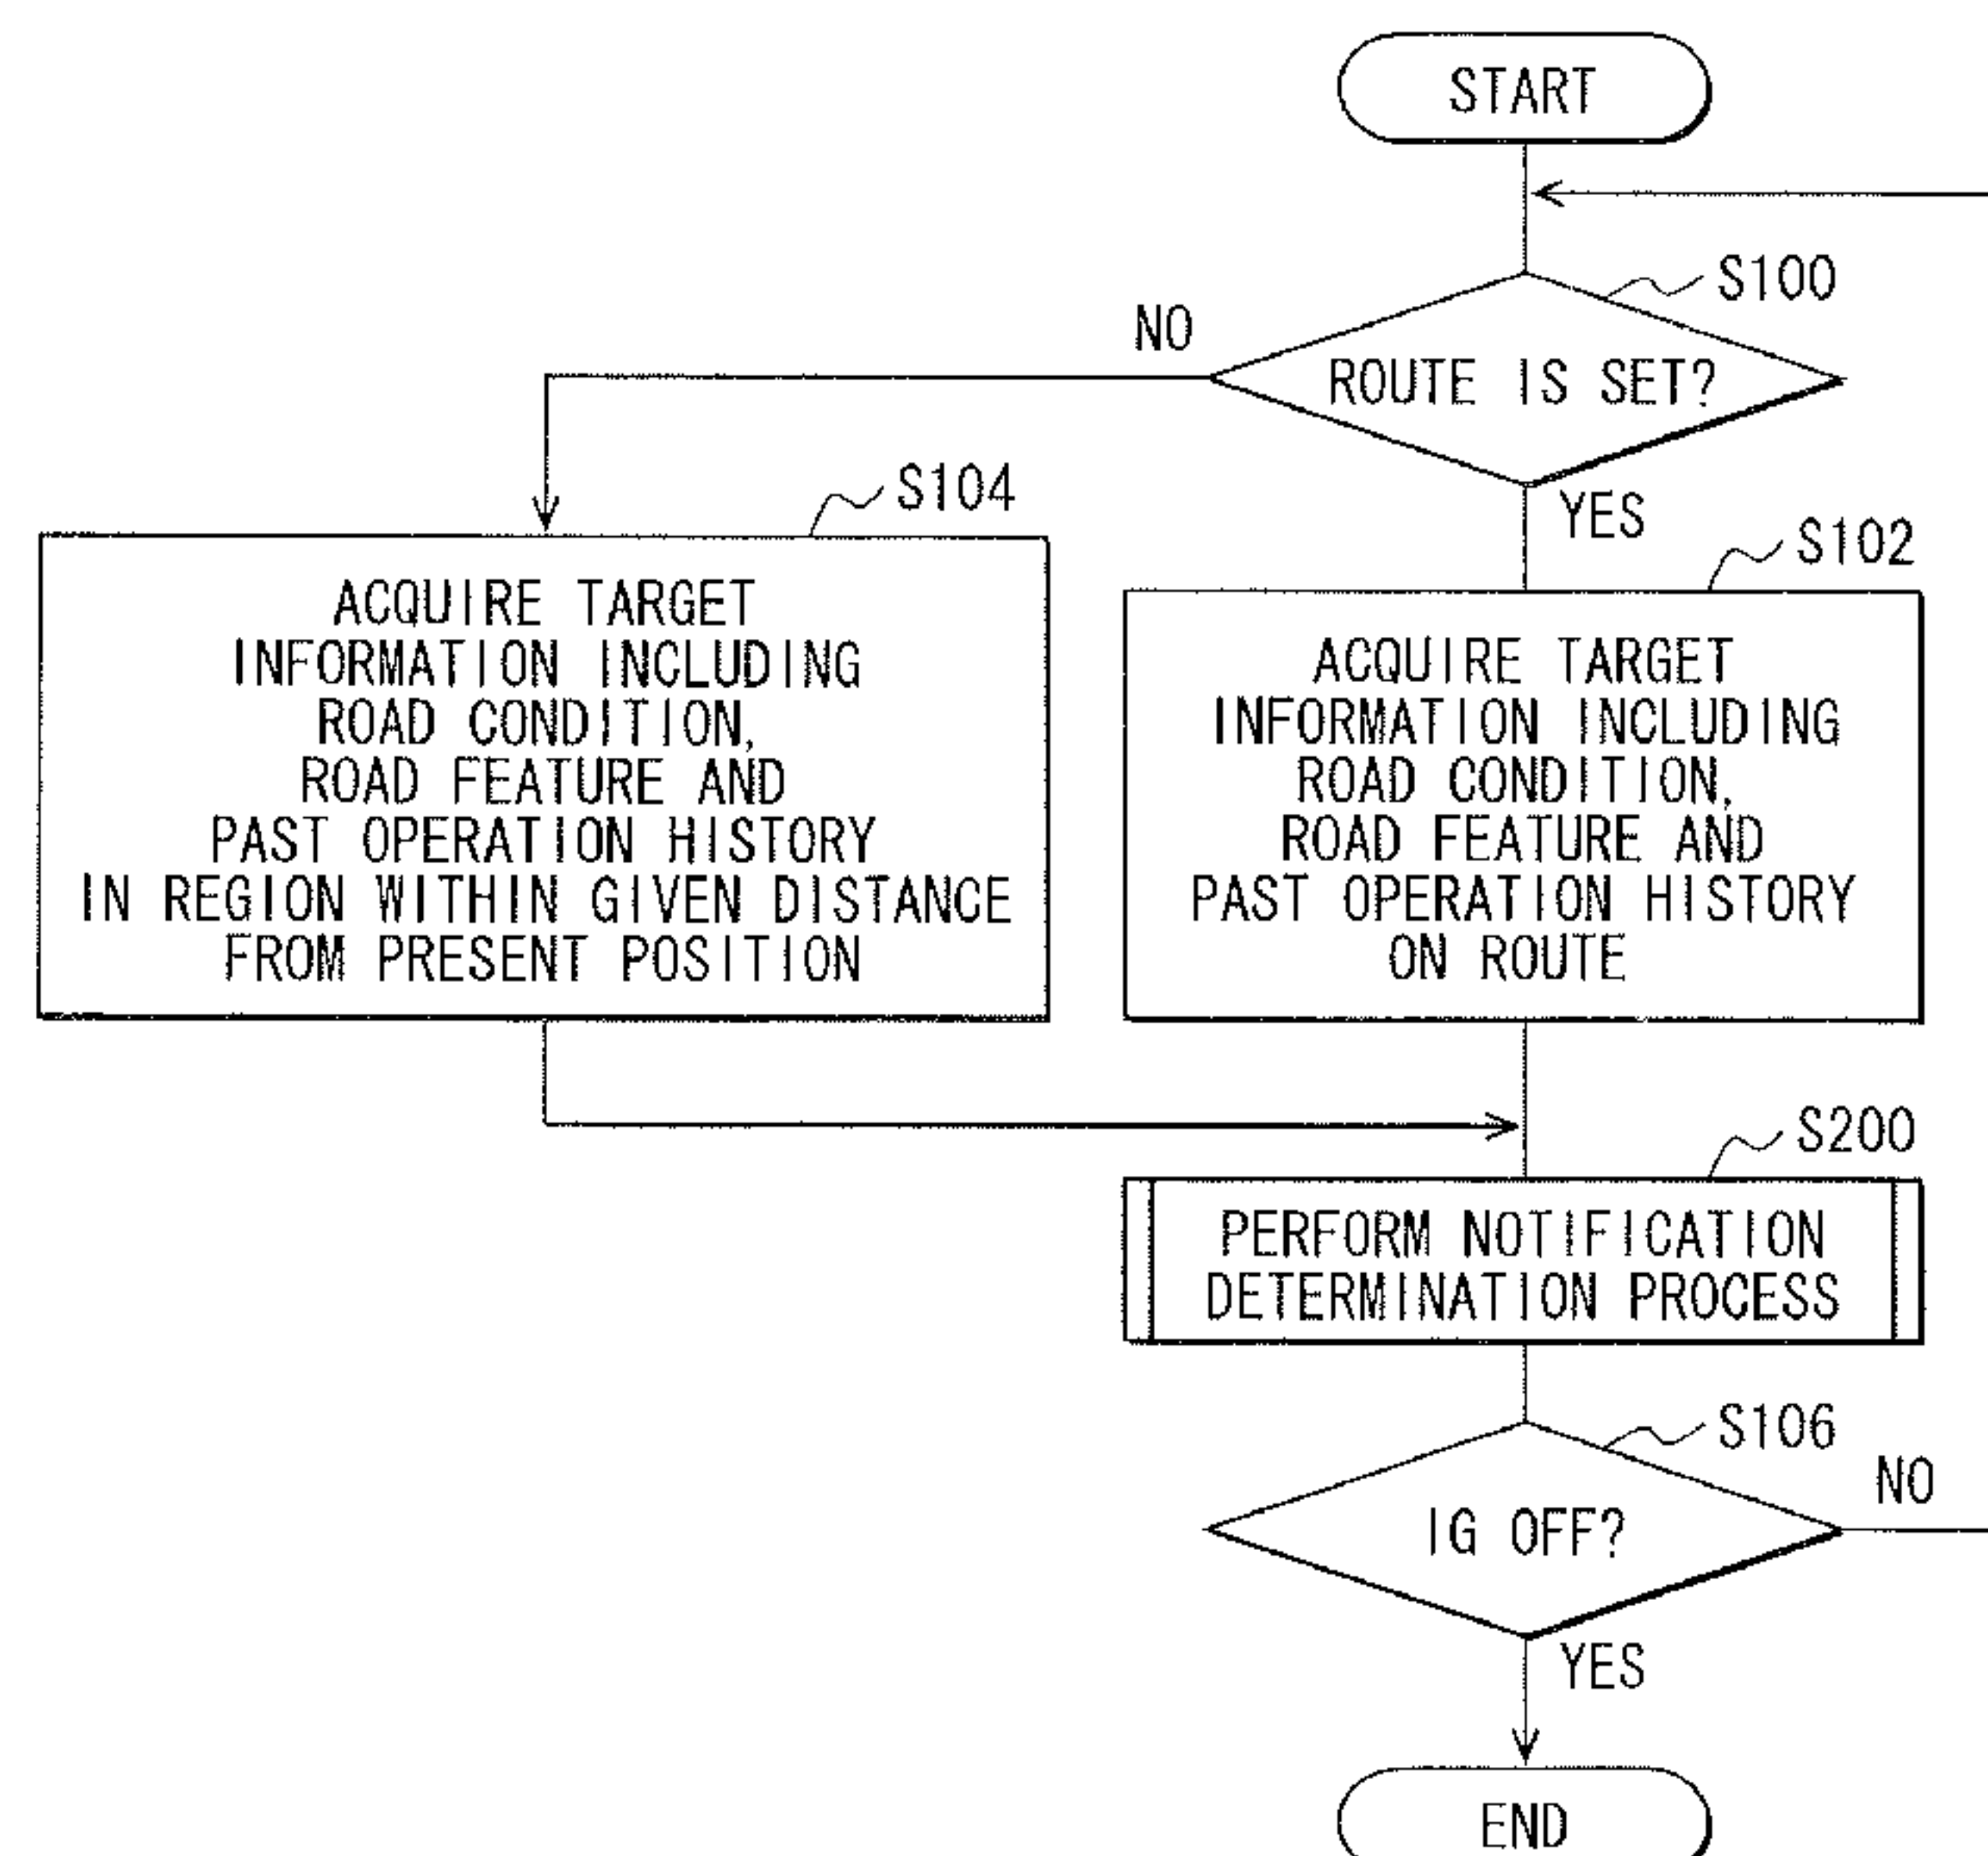 START
S100
NO
ROUTE IS SET?
YES
S104
ACQUIRE TARGET
INFORMATION INCLUDING
ROAD CONDITION,
ROAD FEATURE AND
PAST OPERATION HISTORY
IN REGION WITHIN GIVEN DISTANCE
FROM PRESENT POSITION
S102
ACQUIRE TARGET
INFORMATION INCLUDING
ROAD CONDITION,
ROAD FEATURE AND
PAST OPERATION HISTORY
ON ROUTE
S200
PERFORM NOTIFICATION
DETERMINATION PROCESS
S106
NO
IG OFF?
YES
END